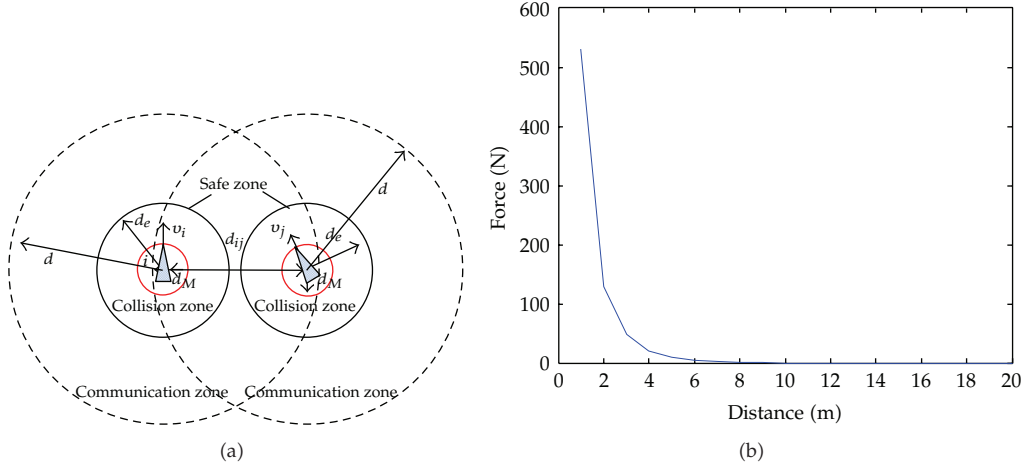 Safe zone
d_e
v_i
d_ij
v_j
d_e
d
d
i
d_M
d_M
Collision zone
Collision zone
Communication zone
Communication zone
(a)
600
500
400
300
200
100
0
0 2 4 6 8 10 12 14 16 18 20
Force (N)
Distance (m)
(b)